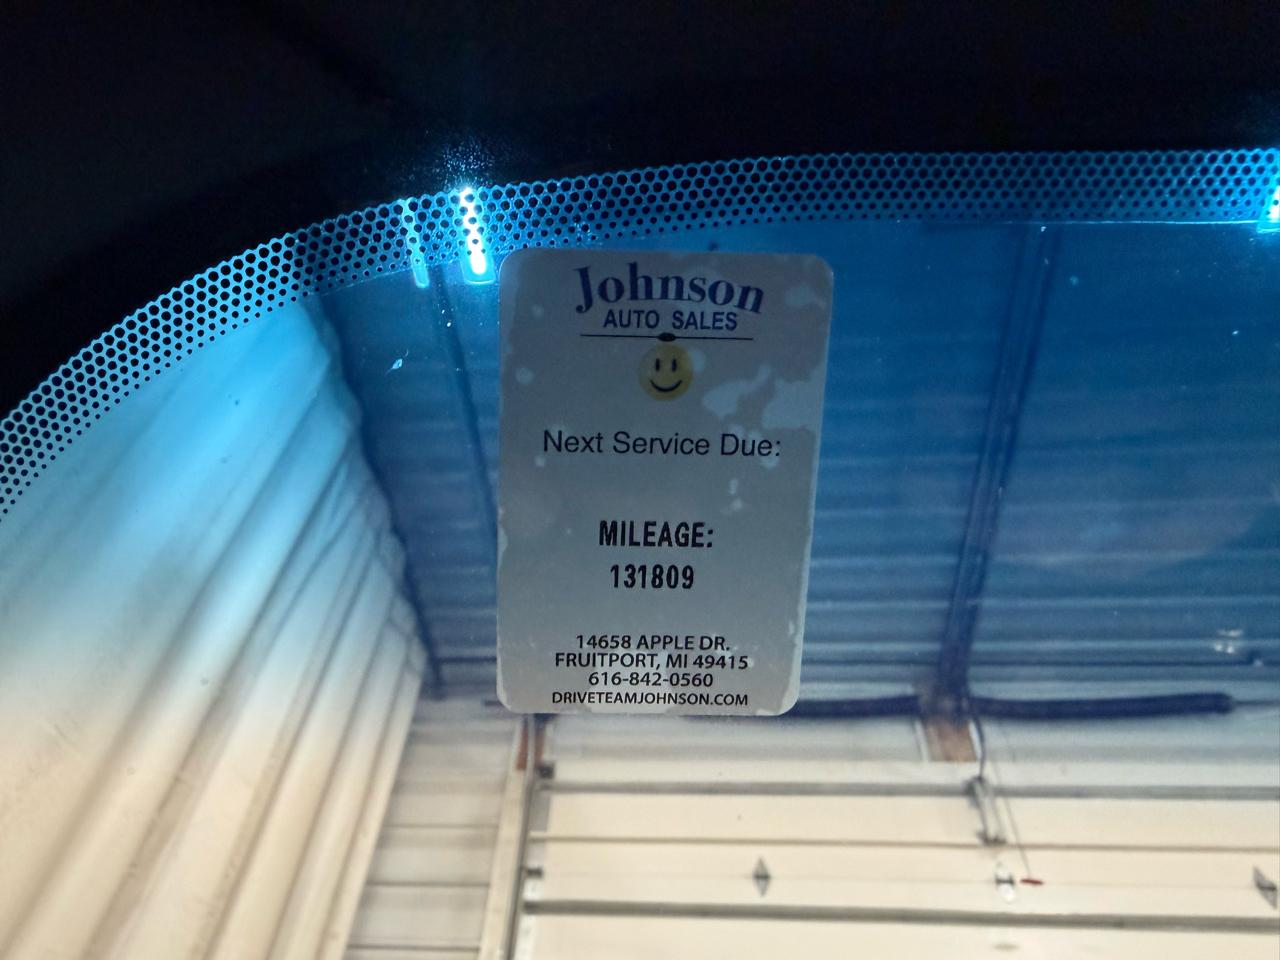 Johnson
AUTO SALES
Next Service Due:
MILEAGE:
131809
14658 APPLE DR.
FRUITPORT, MI 49415
616-842-0560
DRIVETEAMJOHNSON.COM